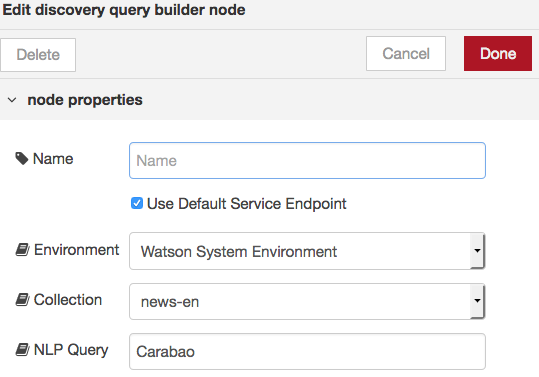 Edit discovery query builder node
Delete
Cancel
Done
node properties
Name
Name
Use Default Service Endpoint
Environment
Watson System Environment
Collection
news-en
NLP Query
Carabao